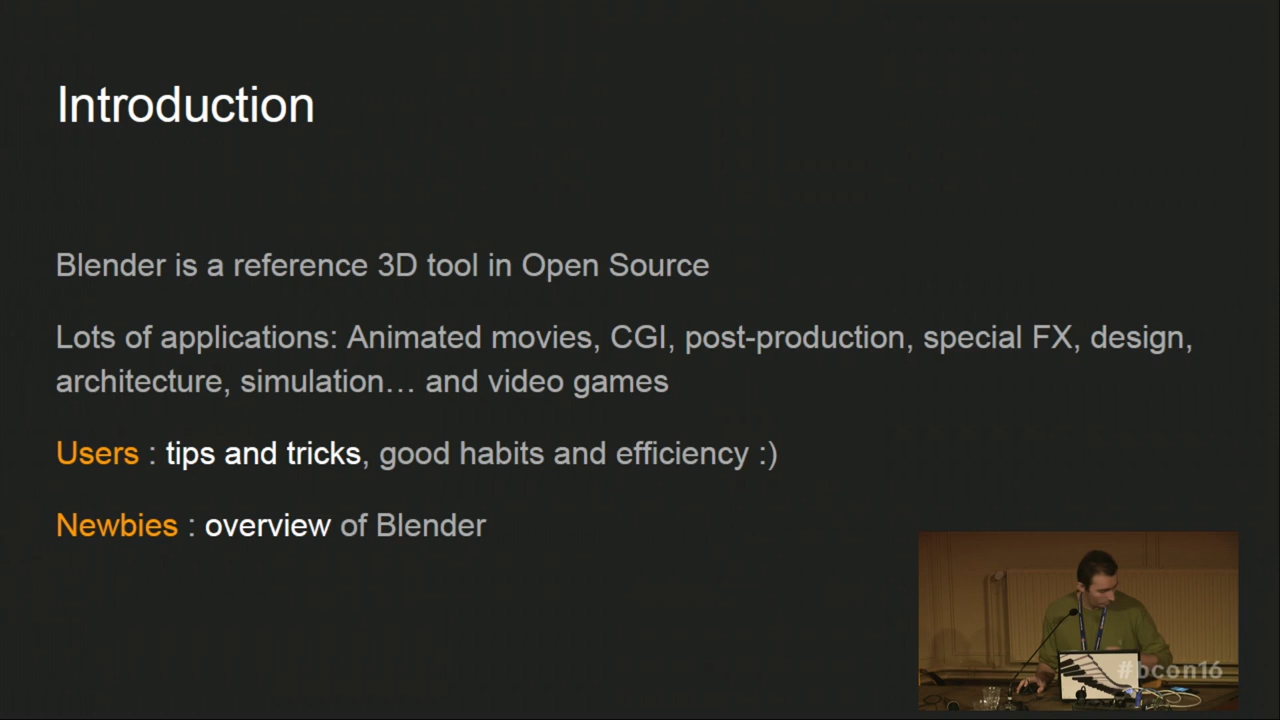 Introduction
Blender is a reference 3D tool in Open Source
Lots of applications: Animated movies, CGI, post-production, special FX, design,
architecture, simulation… and video games
Users : tips and tricks, good habits and efficiency :)
Newbies : overview of Blender
#bcon16